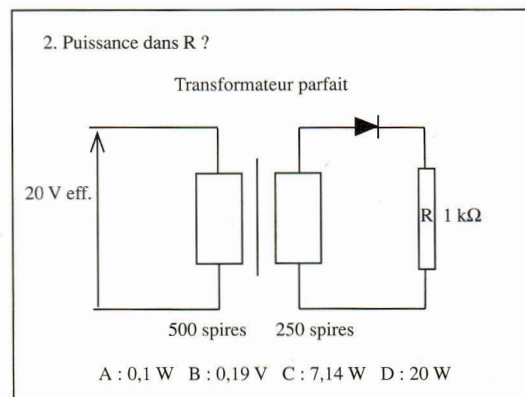 2. Puissance dans R ?
Transformateur parfait
20 V eff.
R 1 kΩ
500 spires 250 spires
A : 0,1 W B : 0,19 V C : 7,14 W D : 20 W